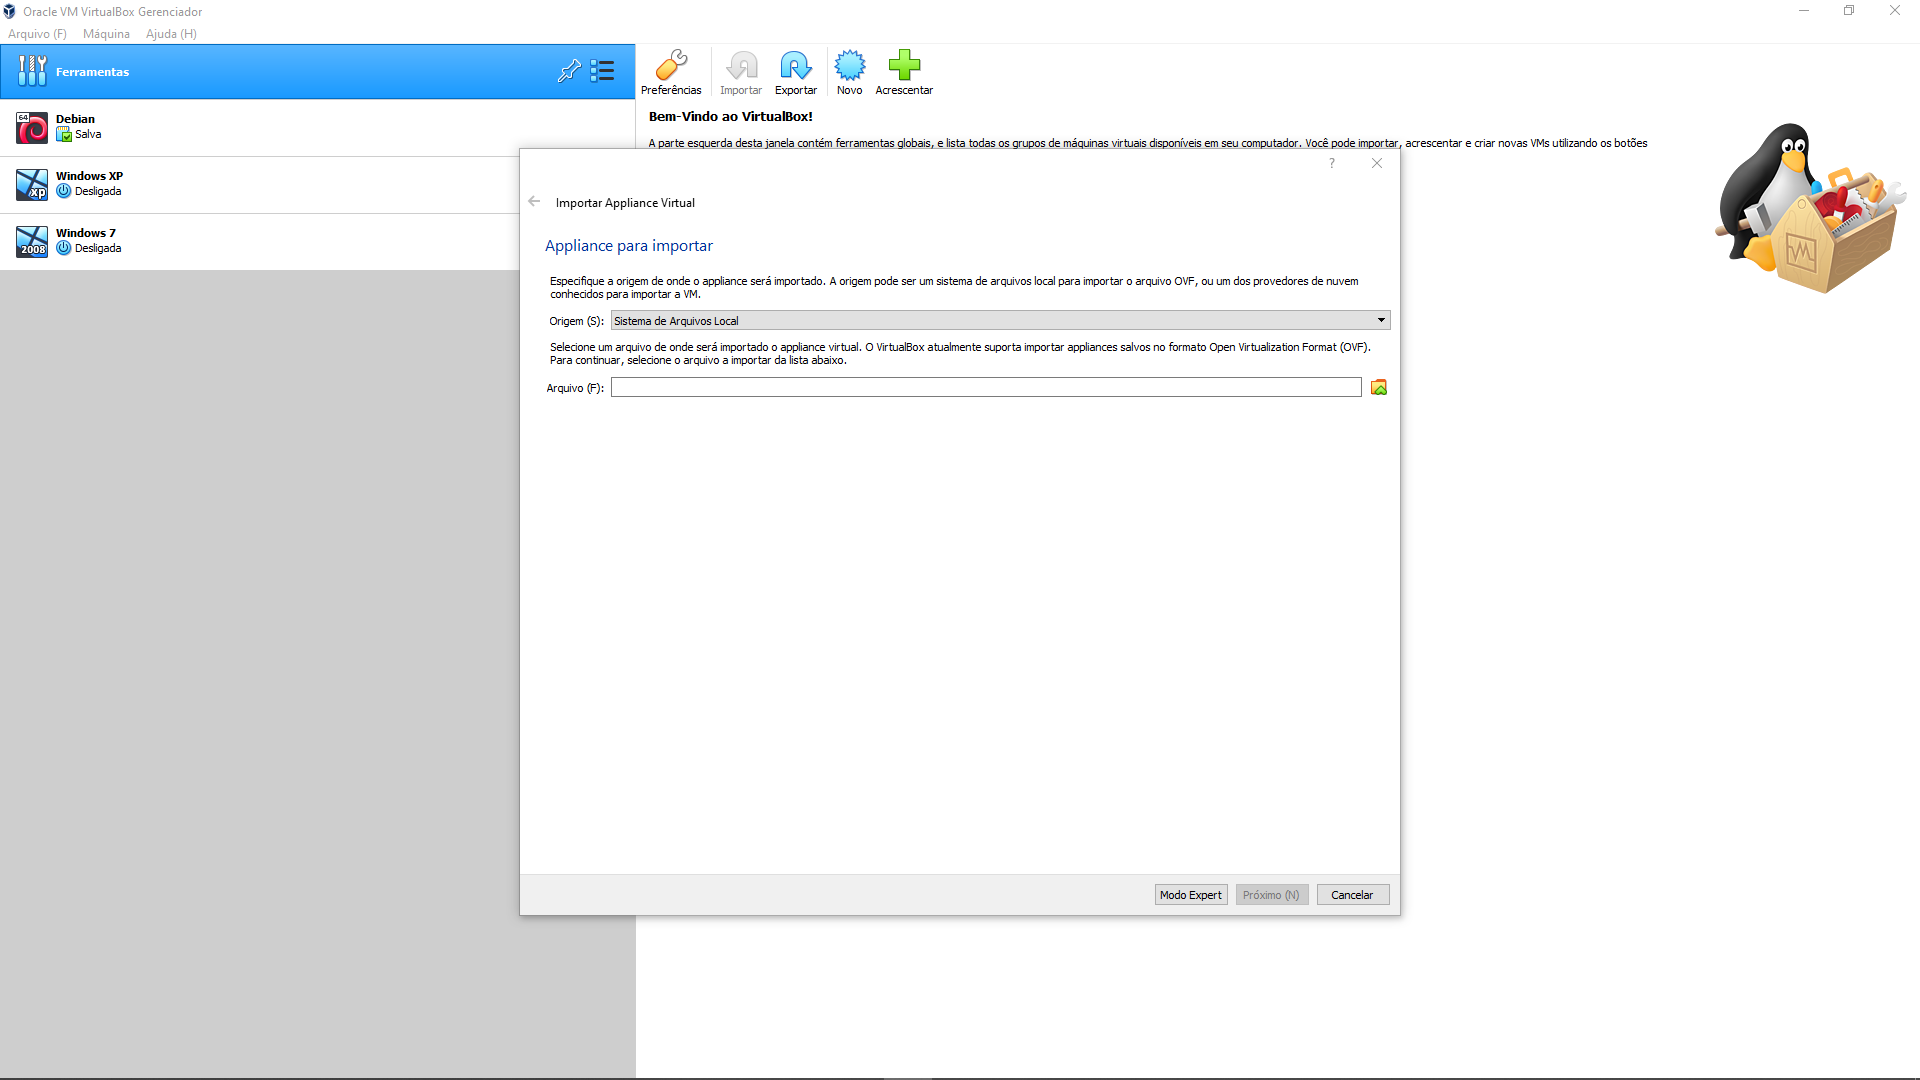 Oracle VM VirtualBox Gerenciador
Arquivo (F) Máquina Ajuda (H)
Ferramentas
Preferências Importar Exportar Novo Acrescentar
64
Debian
Salva
XP
Windows XP
Desligada
2008
Windows 7
Desligada
Bem-Vindo ao VirtualBox!
A parte esquerda desta janela contém ferramentas globais, e lista todas os grupos de máquinas virtuais disponíveis em seu computador. Você pode importar, acrescentar e criar novas VMs utilizando os botões
?
Importar Appliance Virtual
Appliance para importar
Especifique a origem de onde o appliance será importado. A origem pode ser um sistema de arquivos local para importar o arquivo OVF, ou um dos provedores de nuvem
conhecidos para importar a VM.
Origem (S): Sistema de Arquivos Local
Selecione um arquivo de onde será importado o appliance virtual. O VirtualBox atualmente suporta importar appliances salvos no formato Open Virtualization Format (OVF).
Para continuar, selecione o arquivo a importar da lista abaixo.
Arquivo (F):
Modo Expert Próximo (N) Cancelar